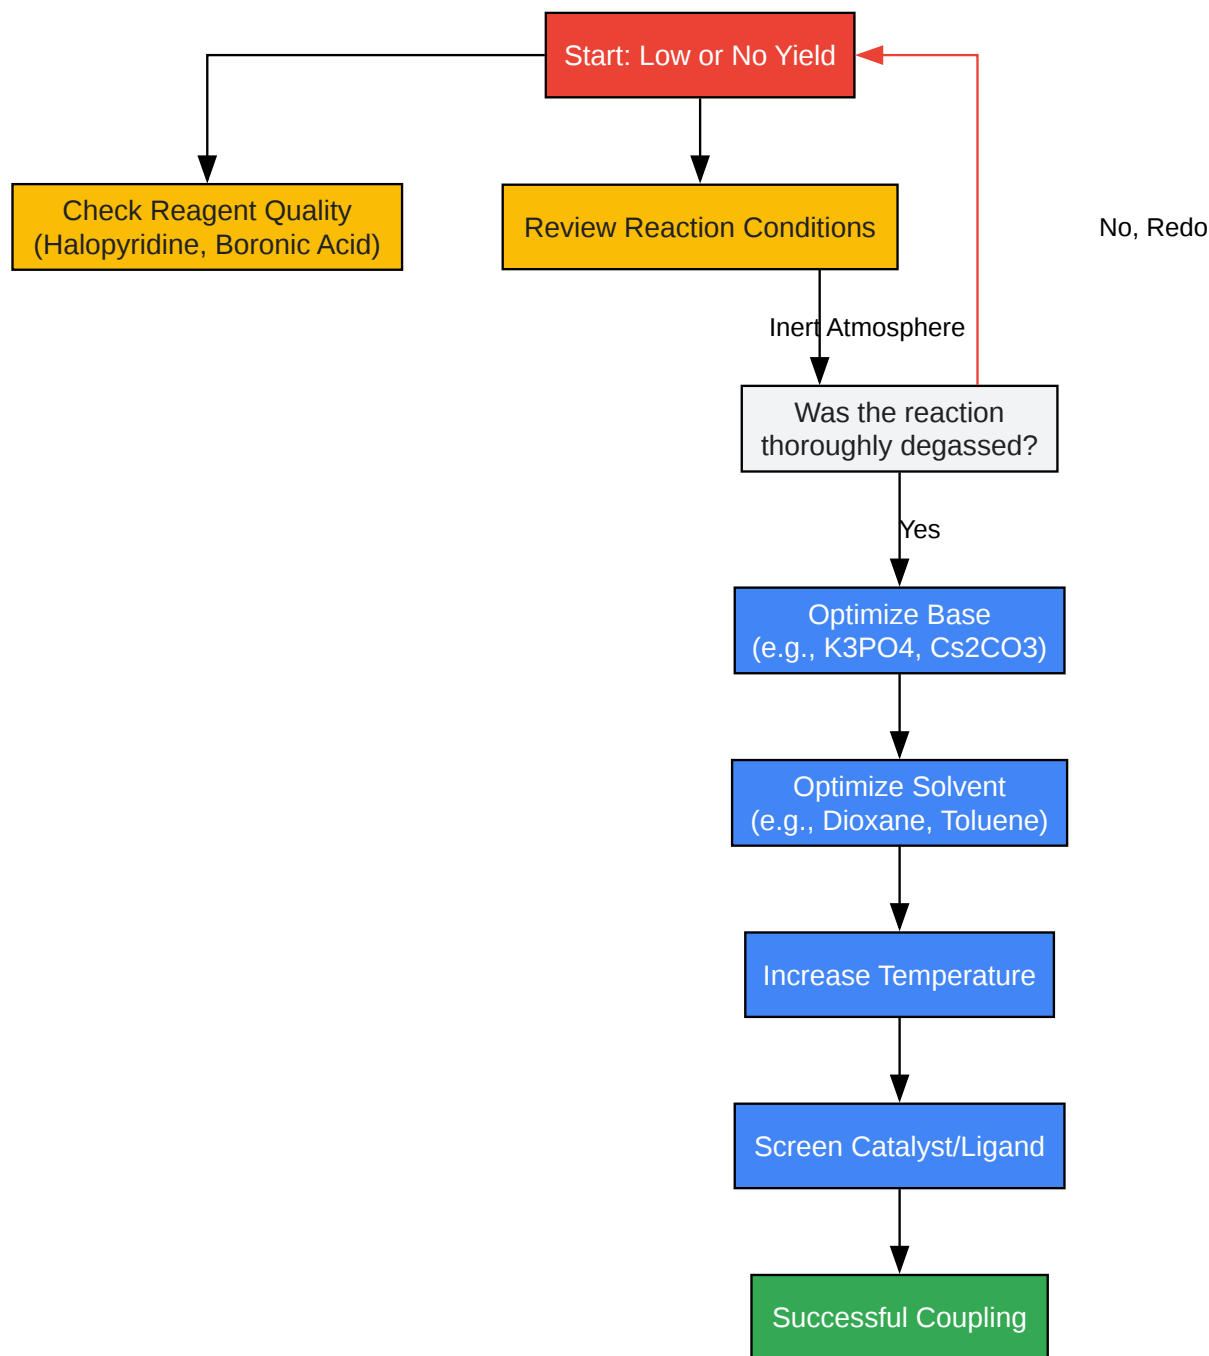 Start: Low or No Yield
Check Reagent Quality
(Halopyridine, Boronic Acid)
Review Reaction Conditions
No, Redo
Inert Atmosphere
Was the reaction
thoroughly degassed?
Yes
Optimize Base
(e.g., K3PO4, Cs2CO3)
Optimize Solvent
(e.g., Dioxane, Toluene)
Increase Temperature
Screen Catalyst/Ligand
Successful Coupling